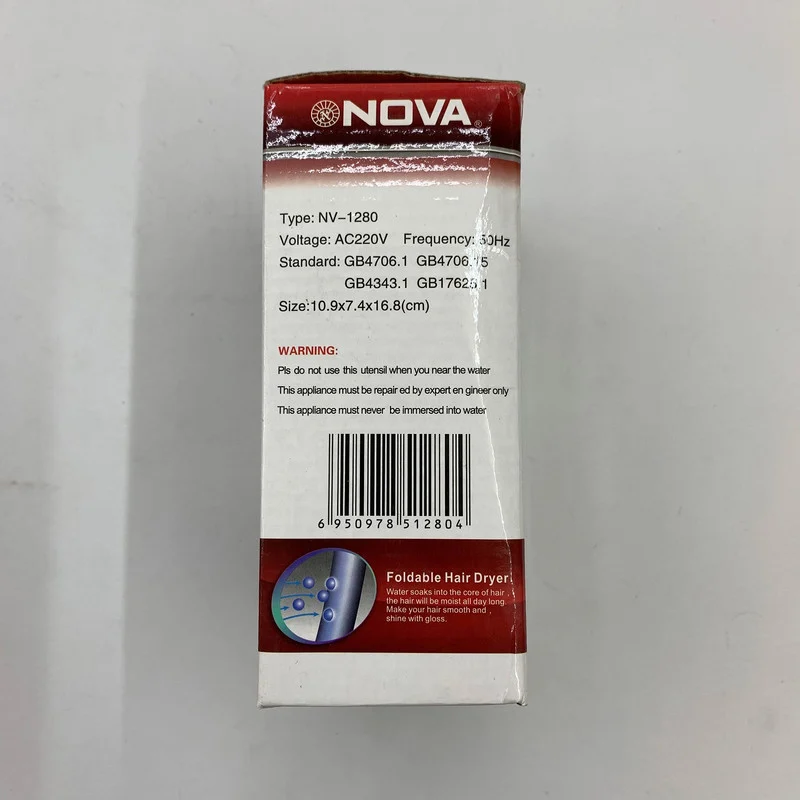 NOVA®
Type: NV-1280
Voltage: AC220V Frequency: 50Hz
Standard: GB4706.1 GB4706.15
GB4343.1 GB17625.1
Size:10.9x7.4x16.8(cm)
WARNING:
Pls do not use this utensil when you near the water
This appliance must be repair ed by expert en gineer only
This appliance must never be immersed into water
6 950978 512804
Foldable Hair Dryer
Water soaks into the core of hair ,
the hair will be moist all day long.
Make your hair smooth and ,
shine with gloss.